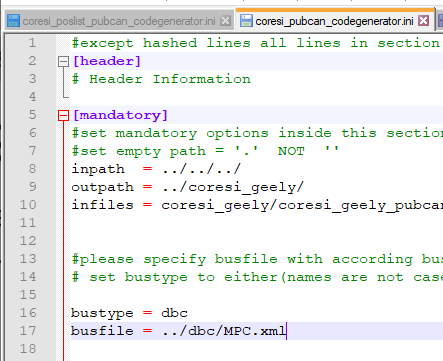 coresi_poslist_pubcan_codegenerator.ini
coresi_pubcan_codegenerator.ini
1 #except hashed lines all lines in section
2 [header]
3 # Header Information
4
5 [mandatory]
6 #set mandatory options inside this section
7 #set empty path = '.' NOT ''
8 inpath = ../../../
9 outpath = ../coresi_geely/
10 infiles = coresi_geely/coresi_geely_pubcan
11
12
13 #please specify busfile with according bus
14 # set bustype to either(names are not case
15
16 bustype = dbc
17 busfile = ../dbc/MPC.xml